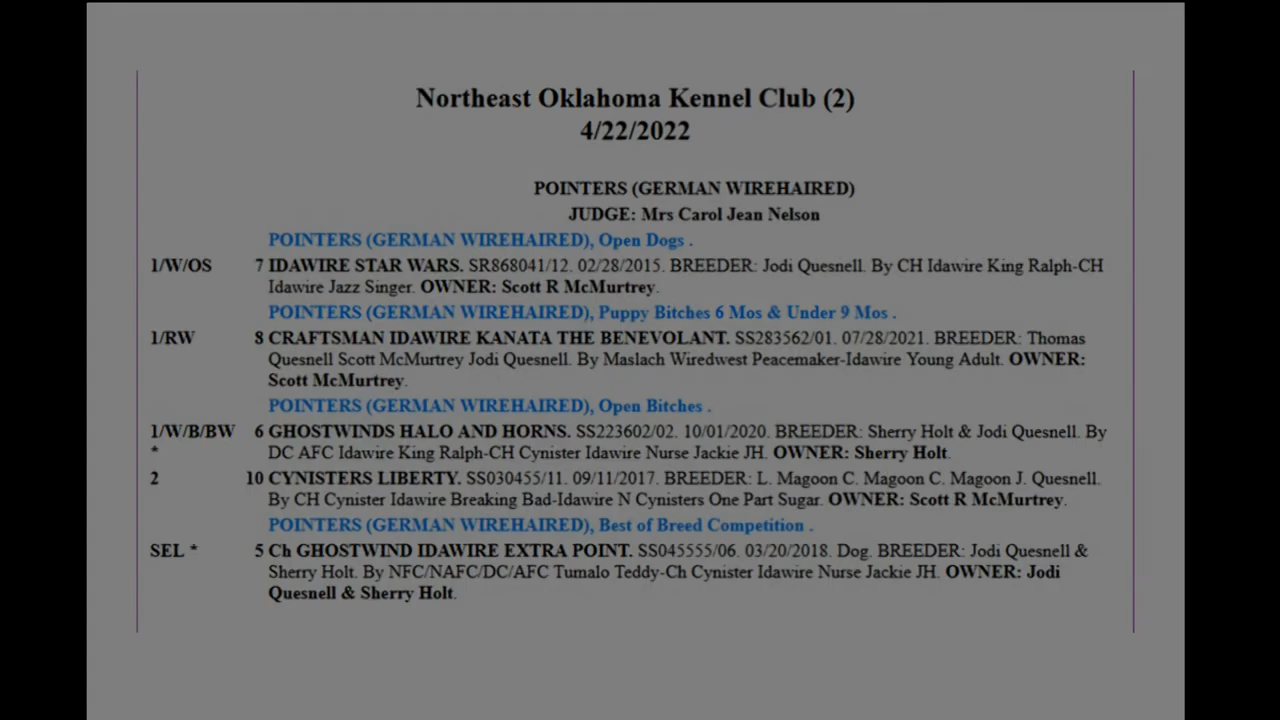 Northeast Oklahoma Kennel Club (2)
4/22/2022
POINTERS (GERMAN WIREHAIRED)
JUDGE: Mrs Carol Jean Nelson
POINTERS (GERMAN WIREHAIRED), Open Dogs .
1/W/OS 7 IDAWIRE STAR WARS. SR868041/12. 02/28/2015. BREEDER: Jodi Quesnell. By CH Idawire King Ralph-CH
Idawire Jazz Singer. OWNER: Scott R McMurtrey.
POINTERS (GERMAN WIREHAIRED), Puppy Bitches 6 Mos & Under 9 Mos .
1/RW 8 CRAFTSMAN IDAWIRE KANATA THE BENEVOLANT. SS283562/01. 07/28/2021. BREEDER: Thomas
Quesnell Scott McMurtrey Jodi Quesnell. By Maslach Wiredwest Peacemaker-Idawire Young Adult. OWNER:
Scott McMurtrey.
POINTERS (GERMAN WIREHAIRED), Open Bitches .
1/W/B/BW 6 GHOSTWINDS HALO AND HORNS. SS223602/02. 10/01/2020. BREEDER: Sherry Holt & Jodi Quesnell. By
* DC AFC Idawire King Ralph-CH Cynister Idawire Nurse Jackie JH. OWNER: Sherry Holt.
2 10 CYNISTERS LIBERTY. SS030455/11. 09/11/2017. BREEDER: L. Magoon C. Magoon C. Magoon J. Quesnell.
By CH Cynister Idawire Breaking Bad-Idawire N Cynisters One Part Sugar. OWNER: Scott R McMurtrey.
POINTERS (GERMAN WIREHAIRED), Best of Breed Competition .
SEL * 5 Ch GHOSTWIND IDAWIRE EXTRA POINT. SS045555/06. 03/20/2018. Dog. BREEDER: Jodi Quesnell &
Sherry Holt. By NFC/NAFC/DC/AFC Tumalo Teddy-Ch Cynister Idawire Nurse Jackie JH. OWNER: Jodi
Quesnell & Sherry Holt.